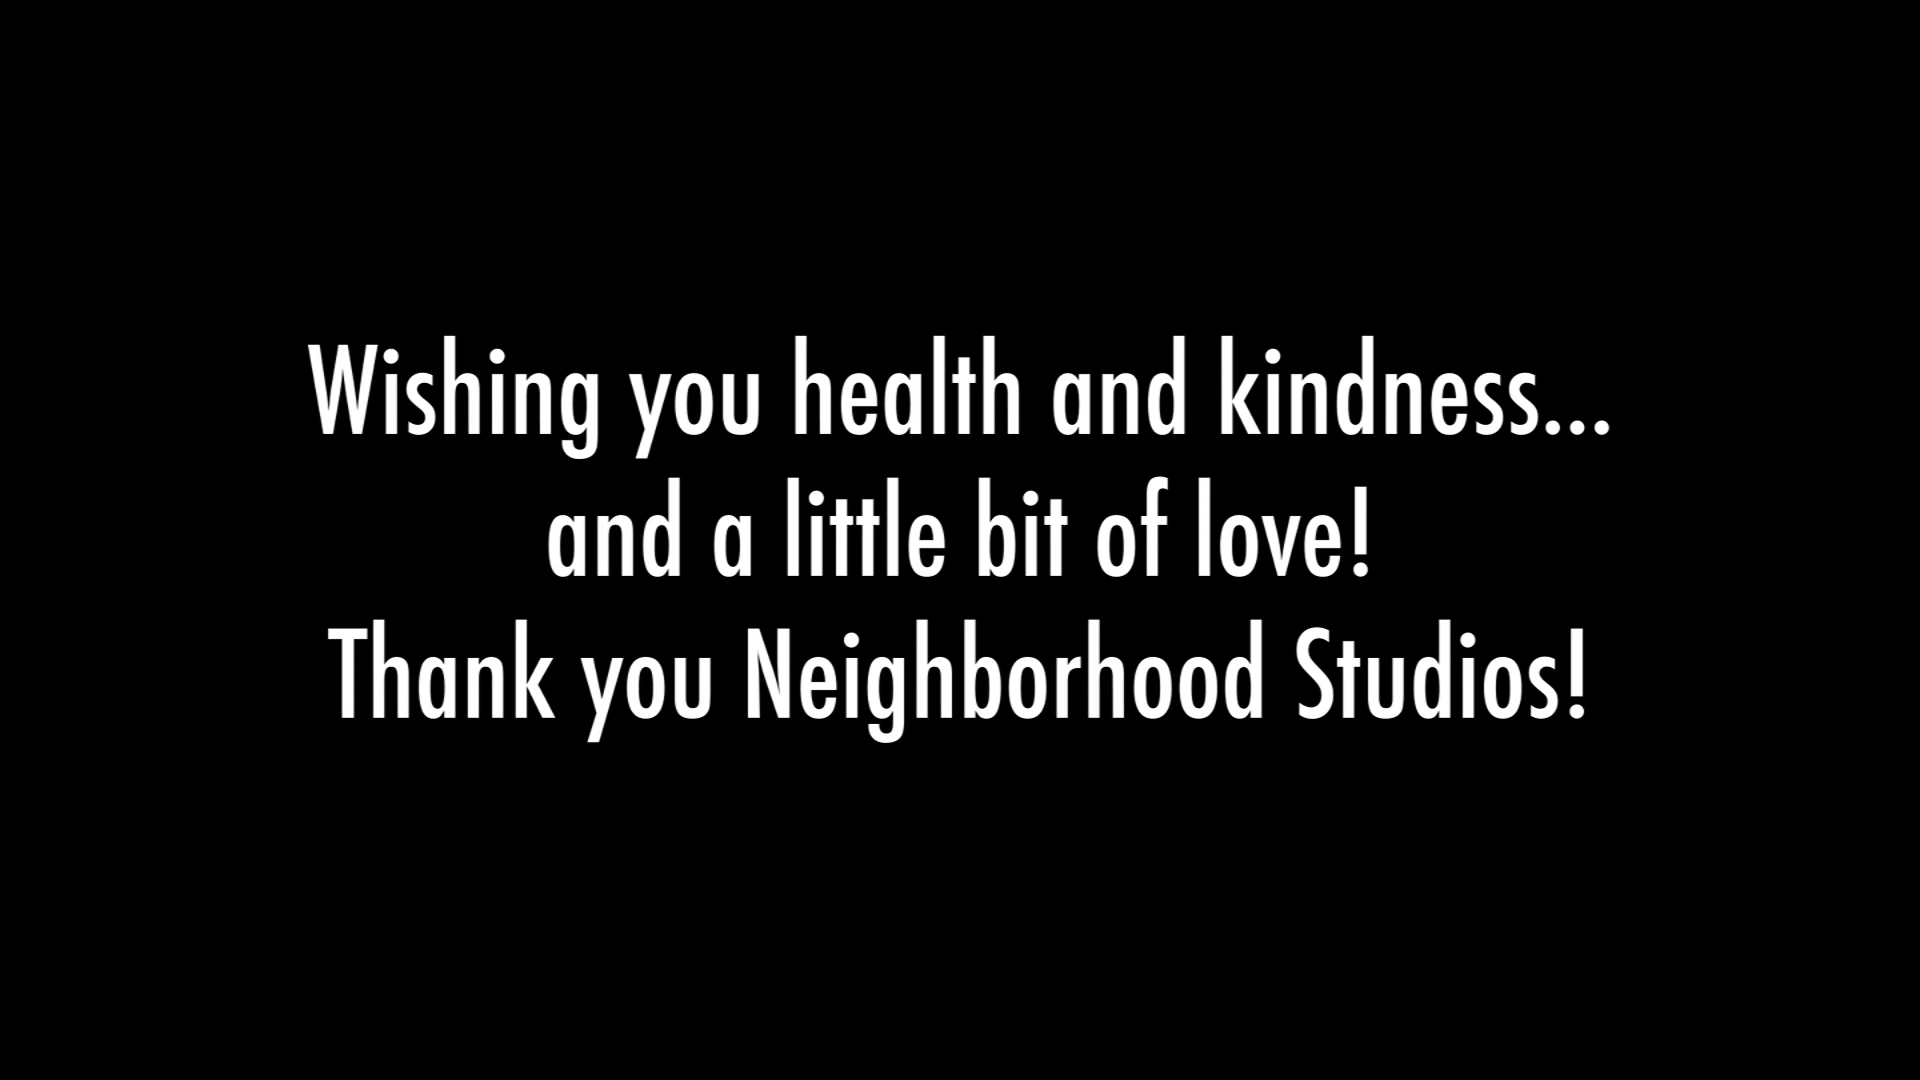 Wishing you health and kindness...
and a little bit of love!
Thank you Neighborhood Studios!